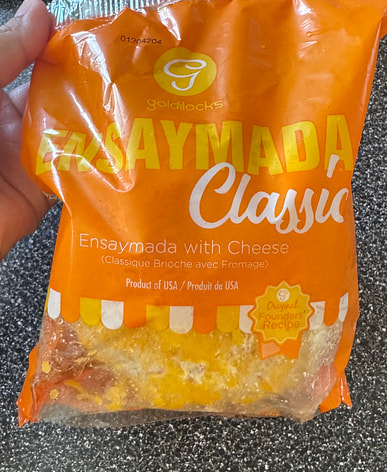 01204204
goldilocks
ENSAYMADA
Classic
Ensaymada with Cheese
(Classique Brioche avec Fromage)
Product of USA / Produit de USA
Original
Founders'
Recipe